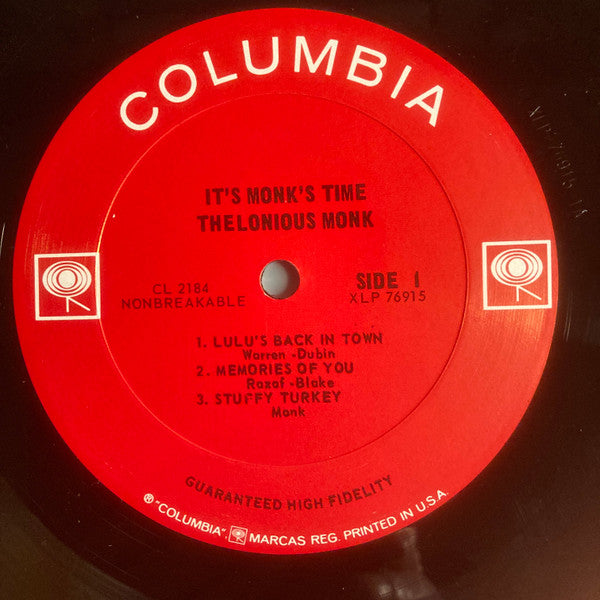 COLUMBIA
IT'S MONK'S TIME
THELONIOUS MONK
CL 2184
NONBREAKABLE
SIDE 1
XLP 76915
1. LULU'S BACK IN TOWN
Warren -Dubin
2. MEMORIES OF YOU
Razaf -Blake
3. STUFFY TURKEY
Monk
GUARANTEED HIGH FIDELITY
® "COLUMBIA", MARCAS REG. PRINTED IN U.S.A.
XLP 76915